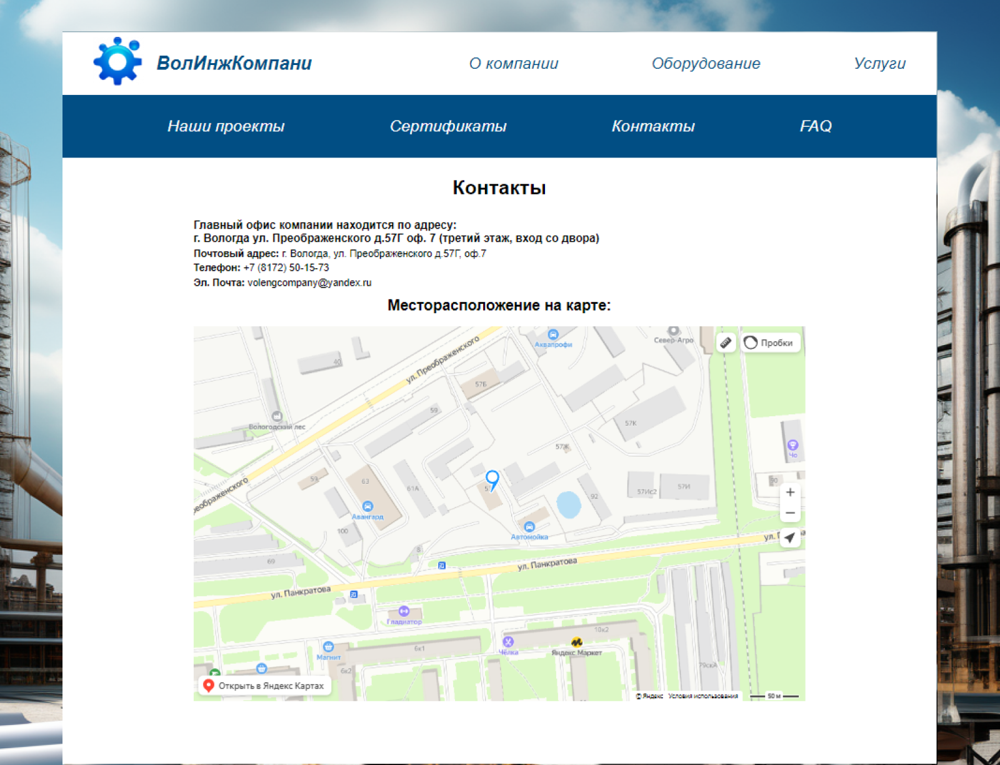 ВолИнжКомпани
О компании
Оборудование
Услуги
Наши проекты
Сертификаты
Контакты
FAQ
Контакты
Главный офис компании находится по адресу:
г. Вологда ул. Преображенского д.57Г оф. 7 (третий этаж, вход со двора)
Почтовый адрес: г. Вологда, ул. Преображенского д.57Г, оф.7
Телефон: +7 (8172) 50-15-73
Эл. Почта: volengcompany@yandex.ru
Месторасположение на карте:
Аквапрофи
Север-Агро
Пробки
40
ул. Преображенского
57Б
59
Вологодский лес
57К
57Ж
Чо
59
63
61А
90
57Ис2
57И
92
Авангард
100
Автомойка
8
69
ул. Панкратова
ул. Панкратова
Гладиатор
10к2
Магнит
6к1
Чёлка
Яндекс Маркет
6к2
79скА
Открыть в Яндекс Картах
© Яндекс Условия использования
50 м